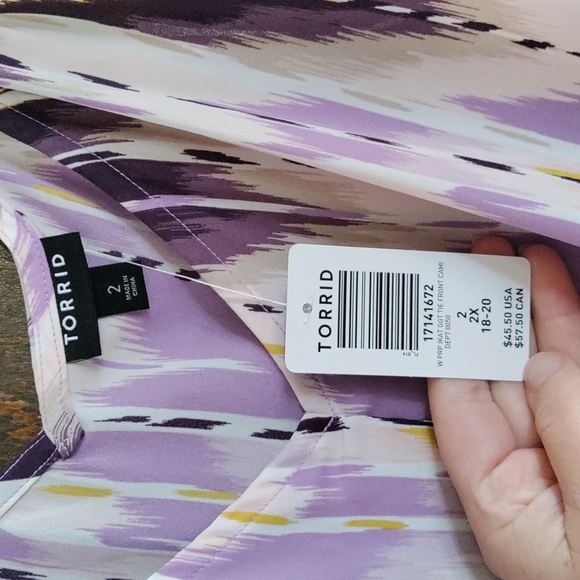 TORRID
2
MADE IN
CHINA
TORRID
17141672
W PRP IKAT GGT TIE FRONT CAMI
DEPT 0050
2
2X
18-20
$45.50 USA
$57.50 CAN